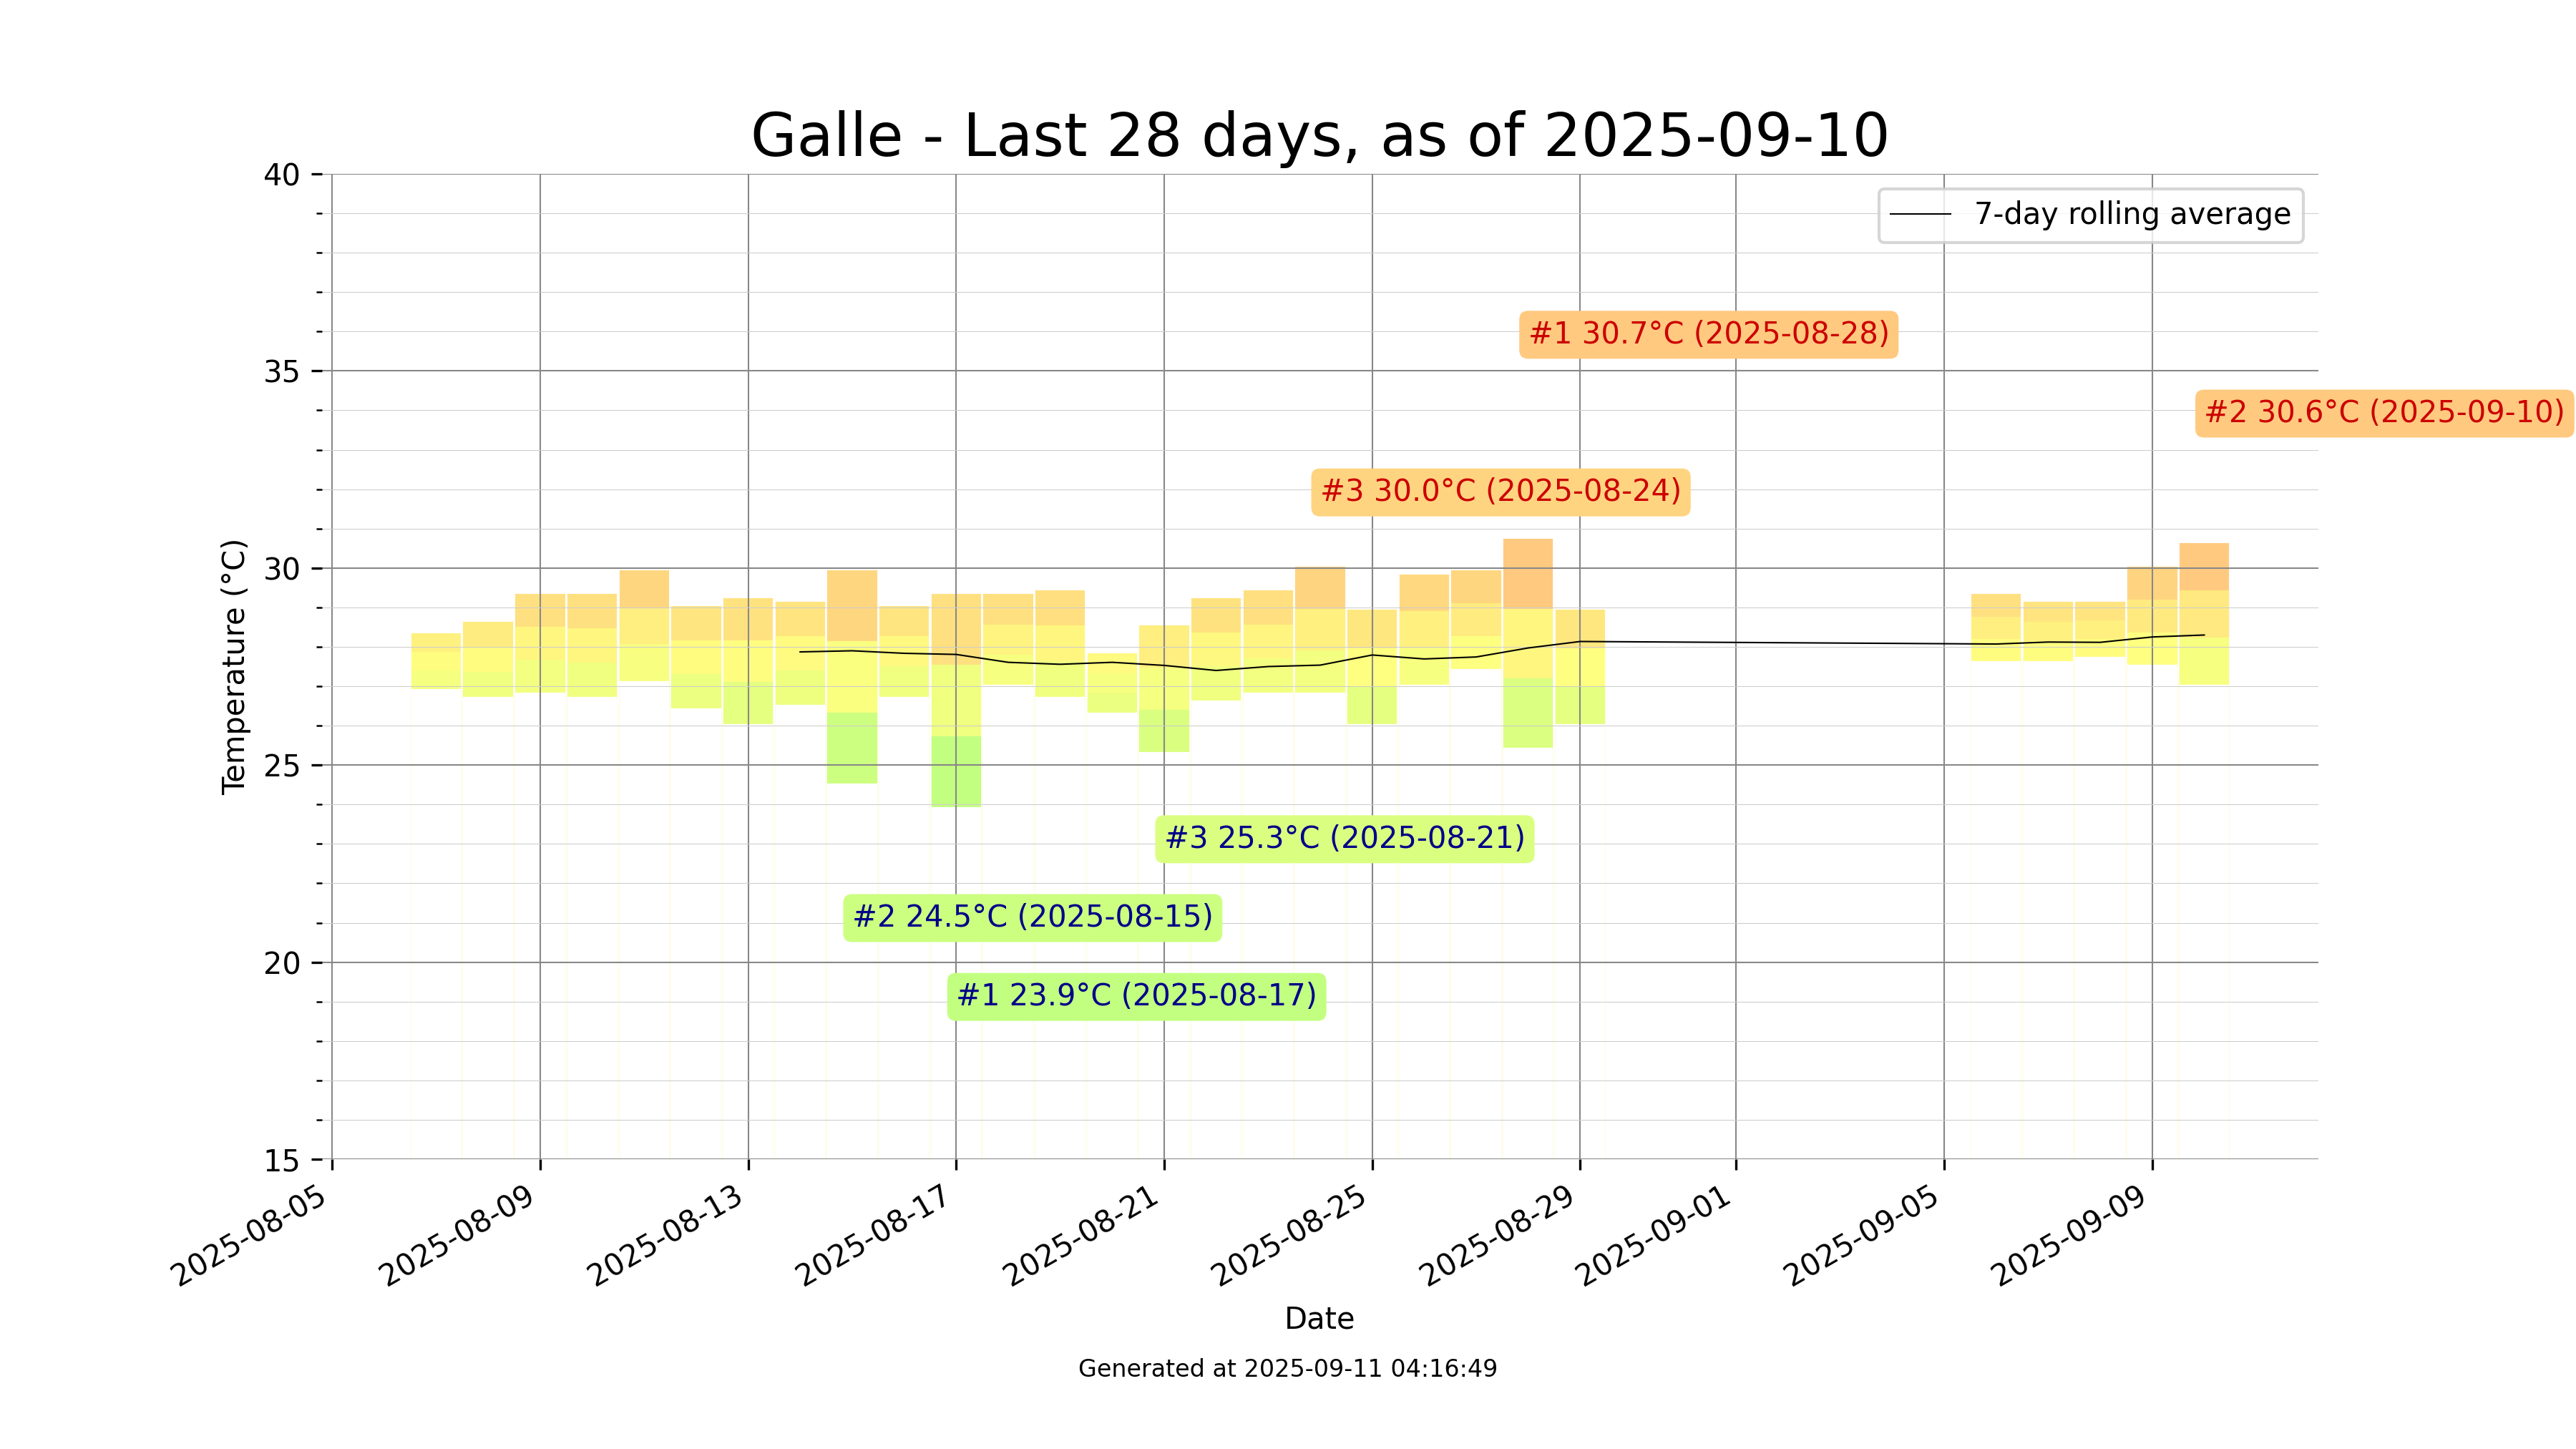 Galle - Last 28 days, as of 2025-09-10
40
35
30
25
20
15
Temperature (°C)
7-day rolling average
#1 30.7°C (2025-08-28)
#2 30.6°C (2025-09-10)
#3 30.0°C (2025-08-24)
#3 25.3°C (2025-08-21)
#2 24.5°C (2025-08-15)
#1 23.9°C (2025-08-17)
2025-08-05
2025-08-09
2025-08-13
2025-08-17
2025-08-21
2025-08-25
2025-08-29
2025-09-01
2025-09-05
2025-09-09
Date
Generated at 2025-09-11 04:16:49